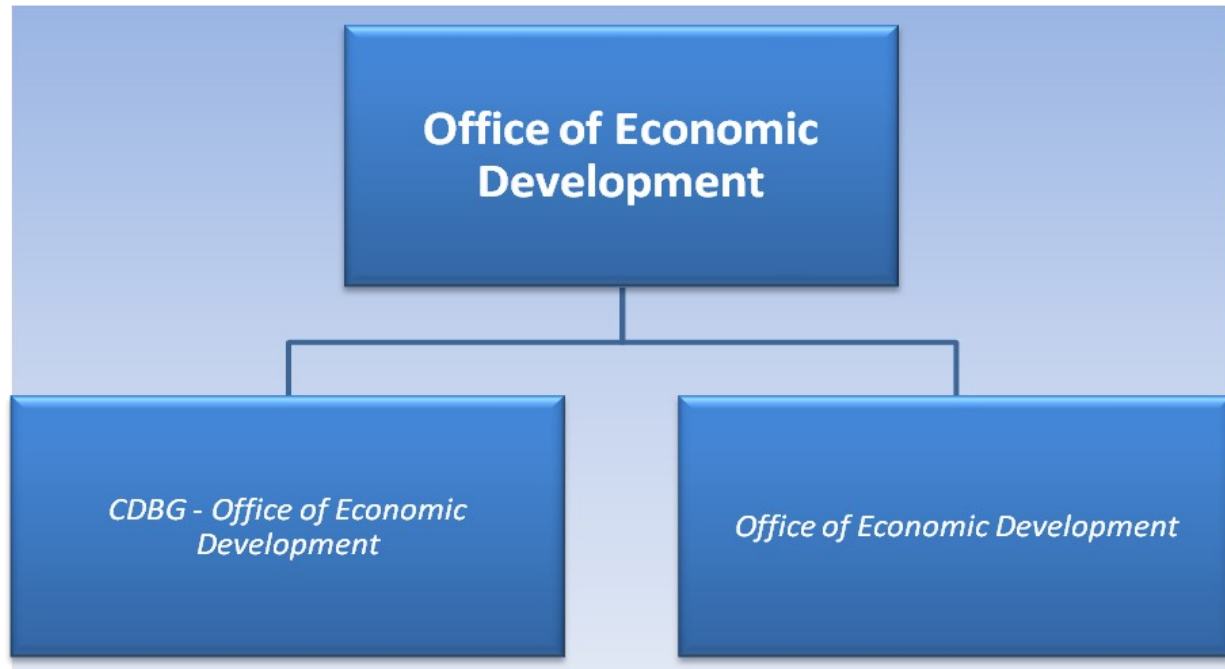 Office of Economic
Development
CDBG - Office of Economic
Development
Office of Economic Development